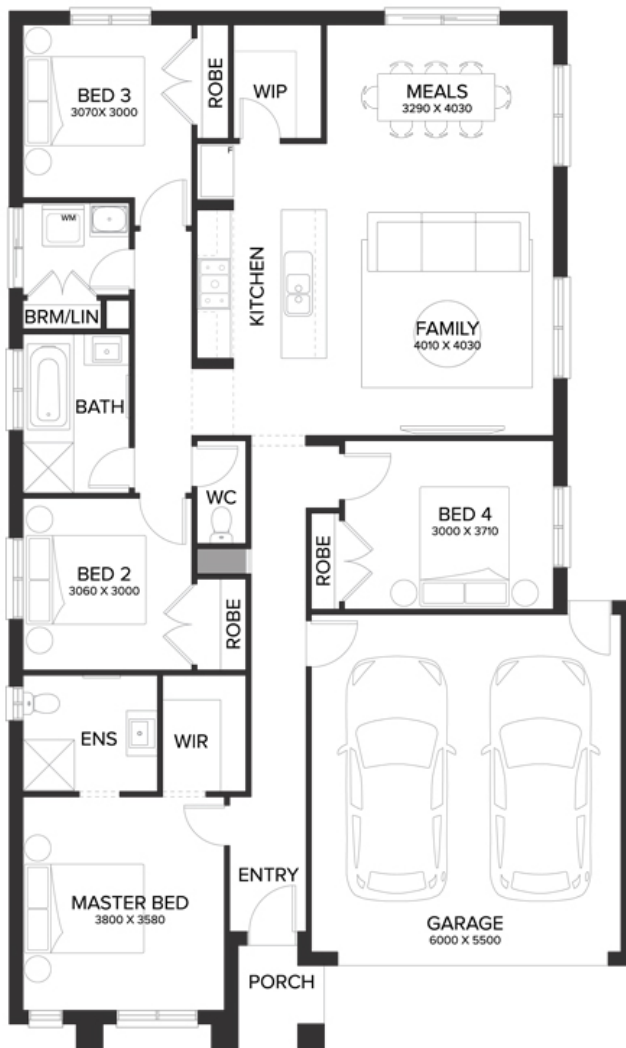 BED 3
3070X 3000
ROBE
WIP
MEALS
3290 X 4030
F
WM
KITCHEN
BRM/LIN
FAMILY
4010 X 4030
BATH
WC
BED 4
3000 X 3710
ROBE
BED 2
3060 X 3000
ROBE
ENS
WIR
MASTER BED
3800 X 3580
ENTRY
GARAGE
6000 X 5500
PORCH